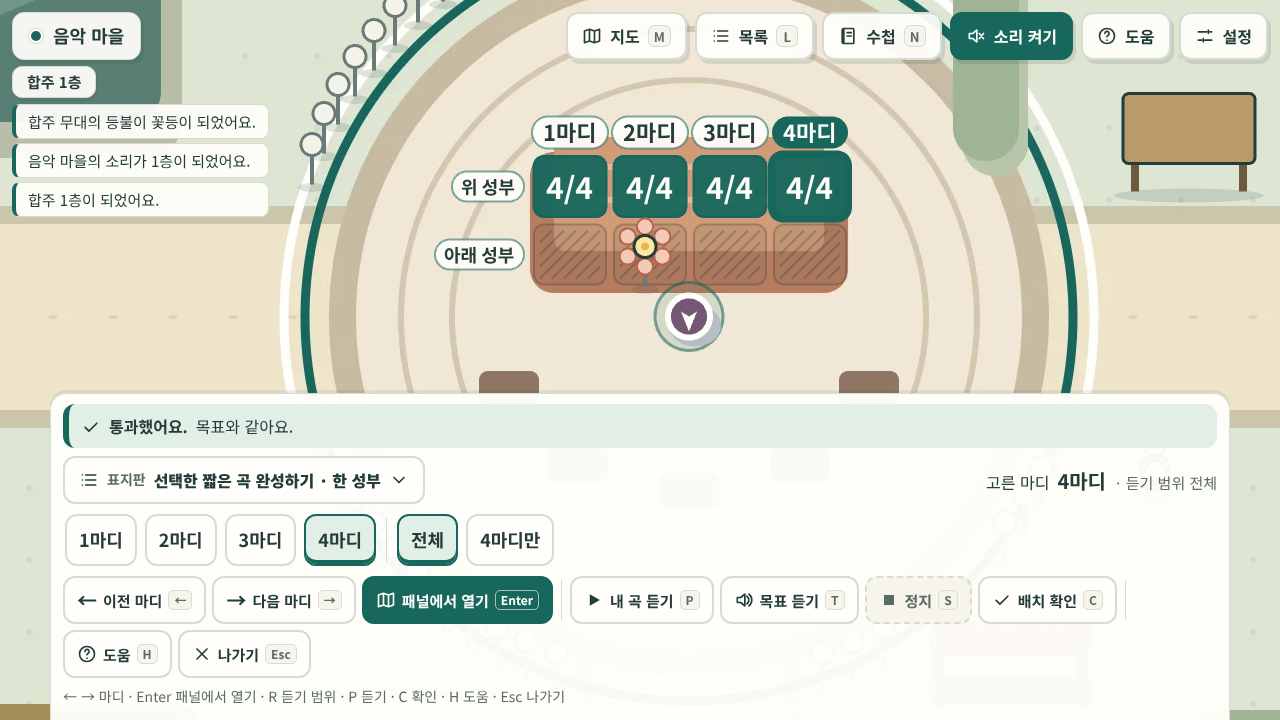 음악 마을
지도 M
목록 L
수첩 N
소리 켜기
도움
설정
합주 1층
합주 무대의 등불이 꽃등이 되었어요.
음악 마을의 소리가 1층이 되었어요.
합주 1층이 되었어요.
1마디 2마디 3마디 4마디
위 성부 4/4 4/4 4/4 4/4
아래 성부
통과했어요. 목표와 같아요.
표지판 선택한 짧은 곡 완성하기 · 한 성부
고른 마디 4마디 · 듣기 범위 전체
1마디 2마디 3마디 4마디 전체 4마디만
← 이전 마디 ← → 다음 마디 → 패널에서 열기 Enter 내 곡 듣기 P 목표 듣기 T 정지 S 배치 확인 C
도움 H 나가기 Esc
← → 마디 · Enter 패널에서 열기 · R 듣기 범위 · P 듣기 · C 확인 · H 도움 · Esc 나가기